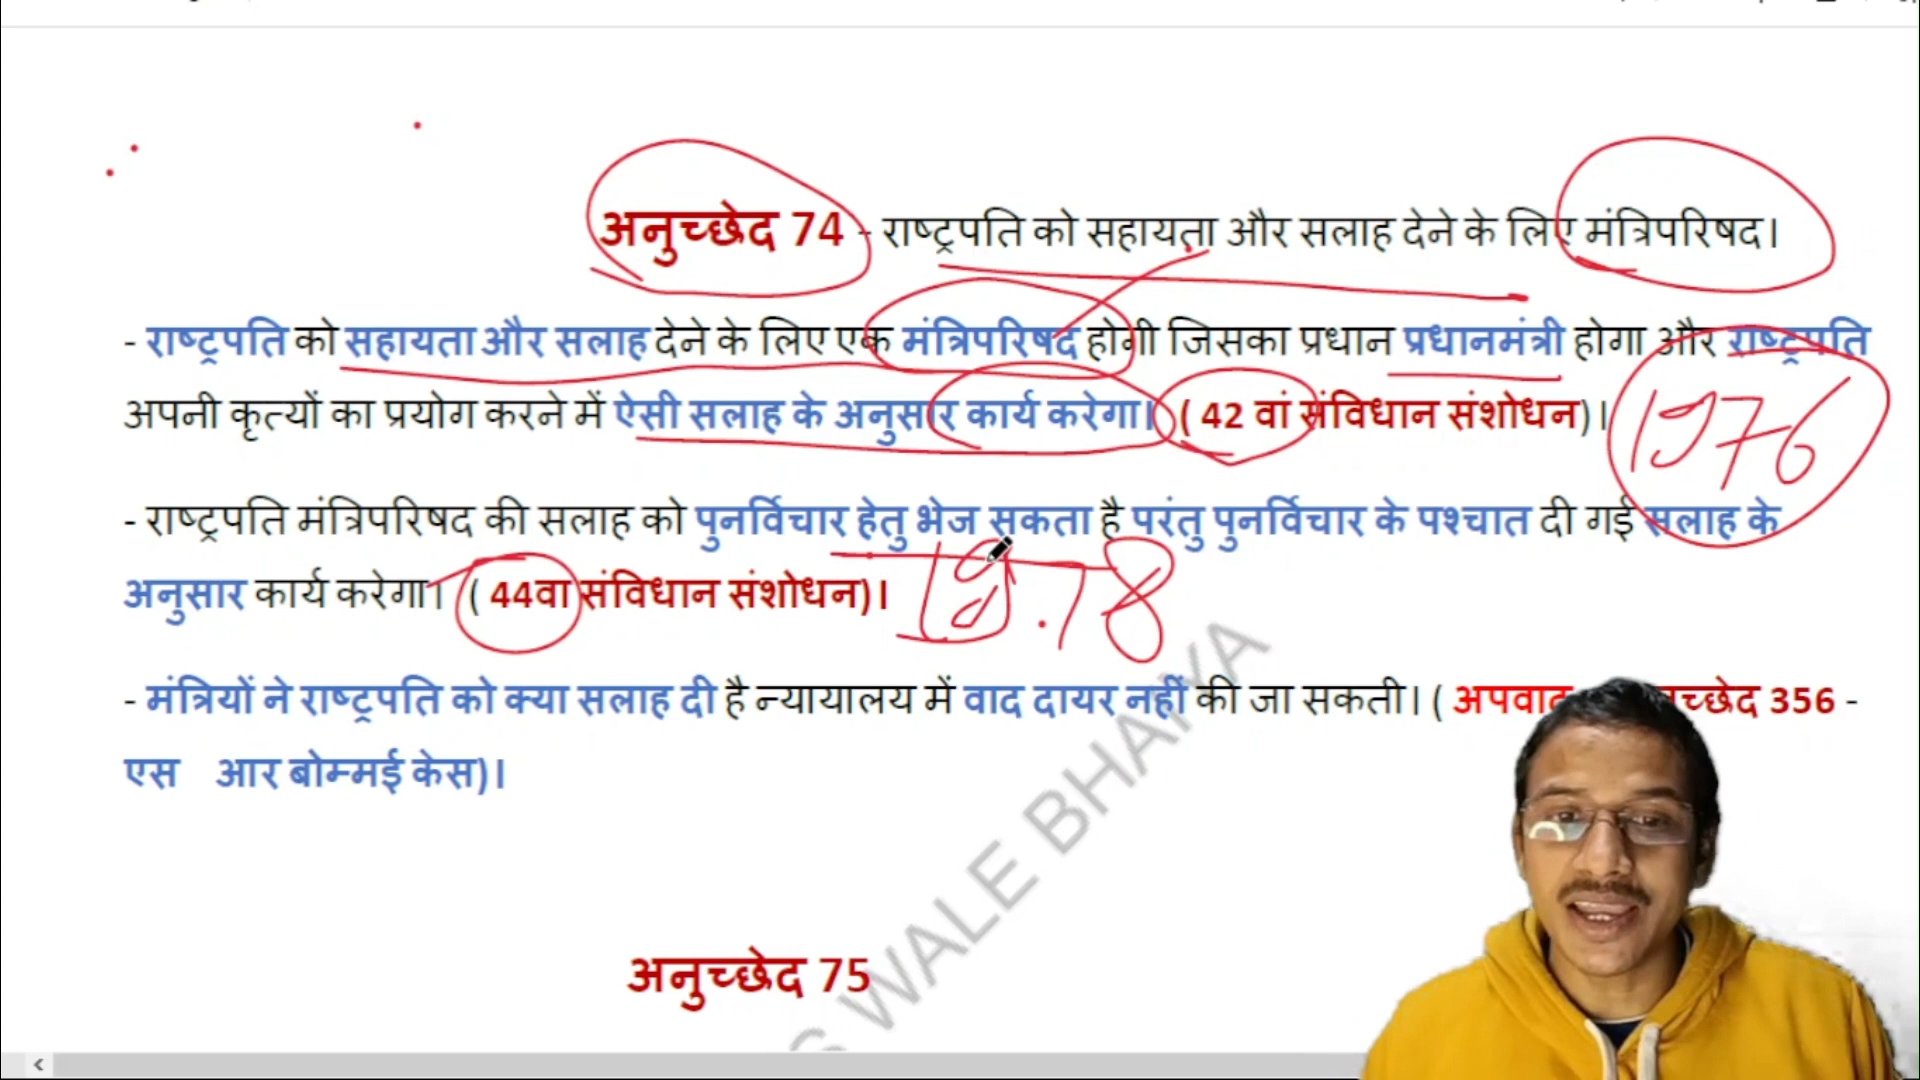 अनुच्छेद 74 - राष्ट्रपति को सहायता और सलाह देने के लिए मंत्रिपरिषद।
- राष्ट्रपति को सहायता और सलाह देने के लिए एक मंत्रिपरिषद होगी जिसका प्रधान प्रधानमंत्री होगा और राष्ट्रपति
अपनी कृत्यों का प्रयोग करने में ऐसी सलाह के अनुसार कार्य करेगा। ( 42 वां संविधान संशोधन)।
1976
- राष्ट्रपति मंत्रिपरिषद की सलाह को पुनर्विचार हेतु भेज सकता है परंतु पुनर्विचार के पश्चात दी गई सलाह के
अनुसार कार्य करेगा। ( 44वा संविधान संशोधन)।
1978
- मंत्रियों ने राष्ट्रपति को क्या सलाह दी है न्यायालय में वाद दायर नहीं की जा सकती। ( अपवाद च्छेद 356 -
एस आर बोम्मई केस)।
WALE BHAIYA
अनुच्छेद 75